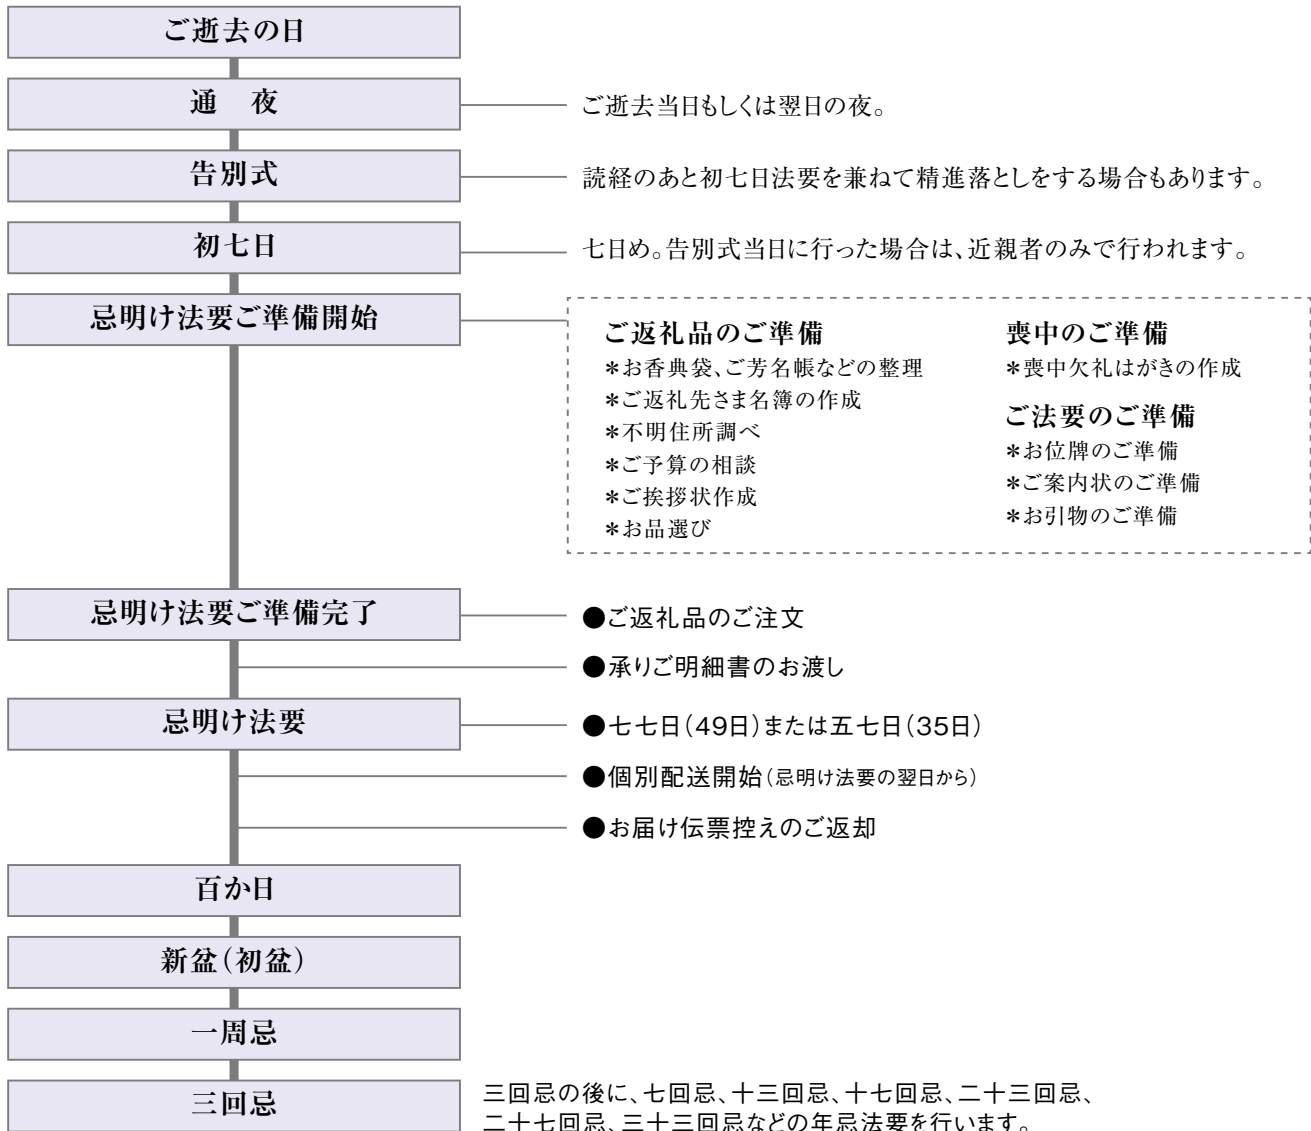 ご逝去の日
通　夜
ご逝去当日もしくは翌日の夜。
告別式
読経のあと初七日法要を兼ねて精進落としをする場合もあります。
初七日
七日め。告別式当日に行った場合は、近親者のみで行われます。
忌明け法要ご準備開始
ご返礼品のご準備
＊お香典袋、ご芳名帳などの整理
＊ご返礼先さま名簿の作成
＊不明住所調べ
＊ご予算の相談
＊ご挨拶状作成
＊お品選び
喪中のご準備
＊喪中欠礼はがきの作成
ご法要のご準備
＊お位牌のご準備
＊ご案内状のご準備
＊お引物のご準備
忌明け法要ご準備完了
●ご返礼品のご注文
●承りご明細書のお渡し
忌明け法要
●七七日（49日）または五七日（35日）
●個別配送開始（忌明け法要の翌日から）
●お届け伝票控えのご返却
百か日
新盆（初盆）
一周忌
三回忌
三回忌の後に、七回忌、十三回忌、十七回忌、二十三回忌、
二十七回忌、三十三回忌などの年忌法要を行います。